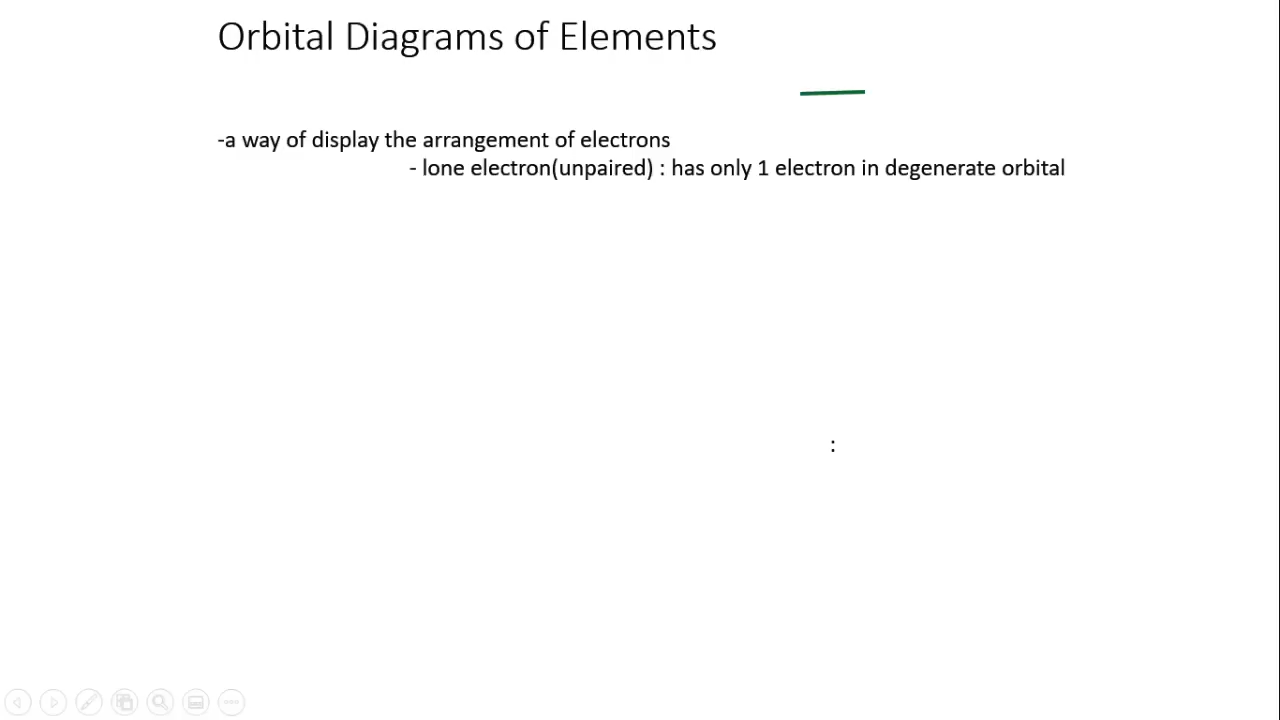 Orbital Diagrams of Elements
-a way of display the arrangement of electrons
- lone electron(unpaired) : has only 1 electron in degenerate orbital
: